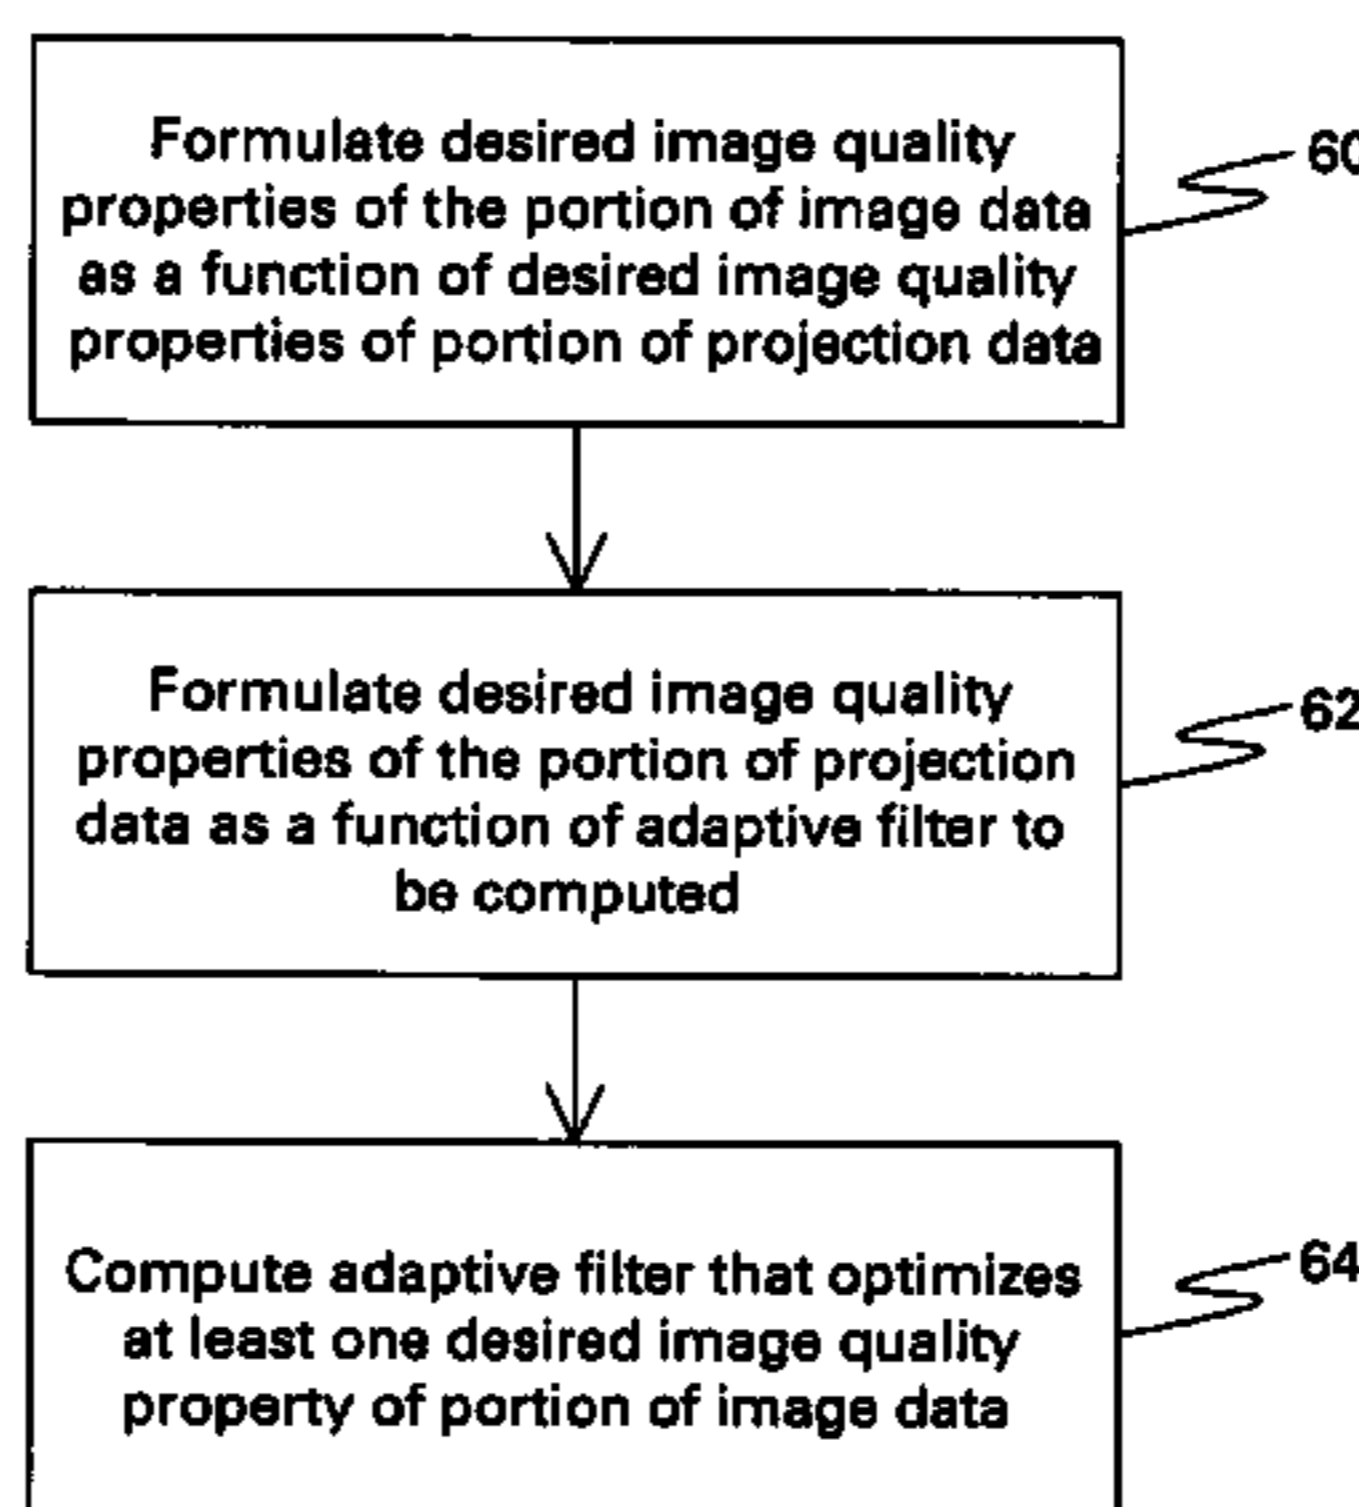 Formulate desired image quality
properties of the portion of image data
as a function of desired image quality
properties of portion of projection data
60
Formulate desired image quality
properties of the portion of projection
data as a function of adaptive filter to
be computed
62
Compute adaptive filter that optimizes
at least one desired image quality
property of portion of image data
64